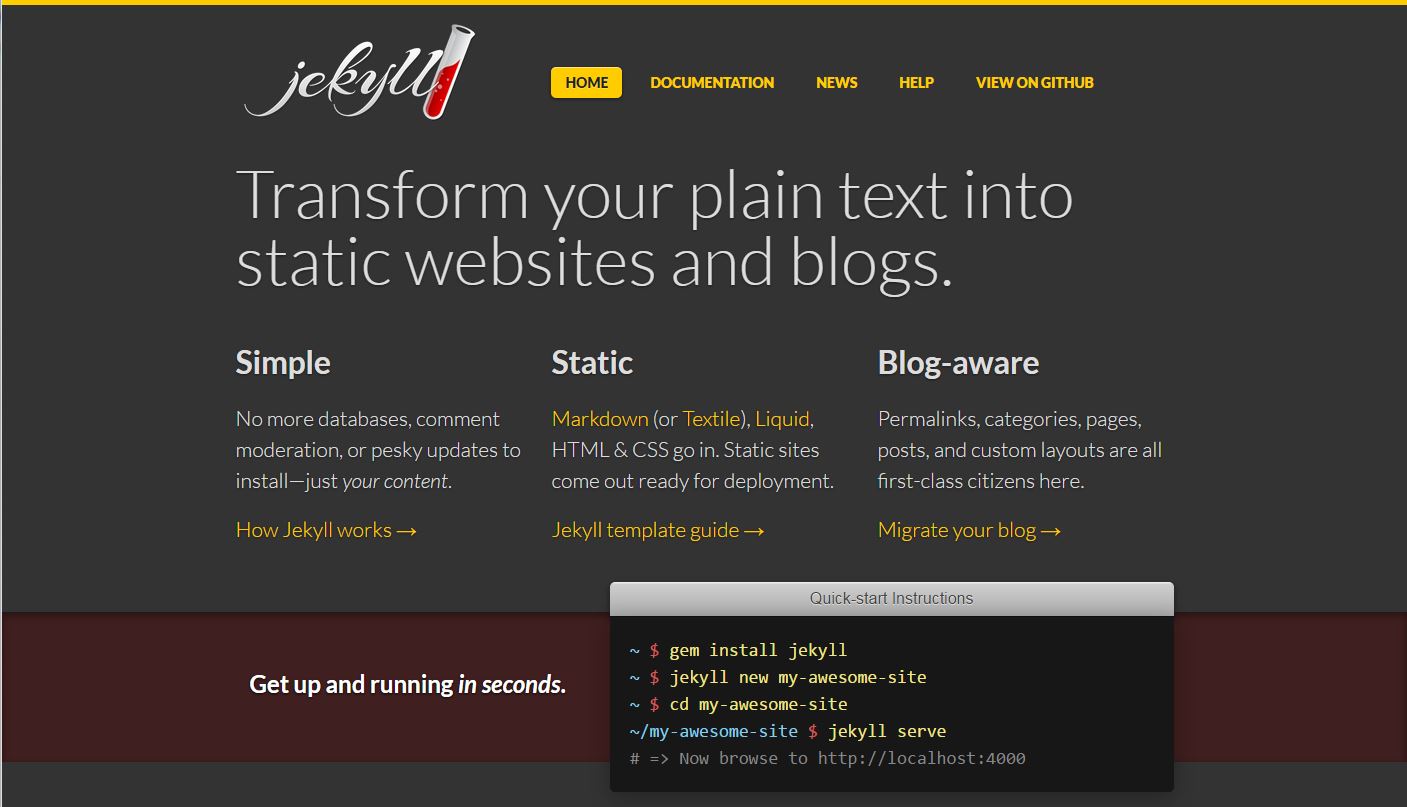 jekyll
HOME DOCUMENTATION NEWS HELP VIEW ON GITHUB
Transform your plain text into
static websites and blogs.
Simple
No more databases, comment
moderation, or pesky updates to
install—just your content.
How Jekyll works →
Static
Markdown (or Textile), Liquid,
HTML & CSS go in. Static sites
come out ready for deployment.
Jekyll template guide →
Blog-aware
Permalinks, categories, pages,
posts, and custom layouts are all
first-class citizens here.
Migrate your blog →
Get up and running in seconds.
Quick-start Instructions
~ $ gem install jekyll
~ $ jekyll new my-awesome-site
~ $ cd my-awesome-site
~/my-awesome-site $ jekyll serve
# => Now browse to http://localhost:4000